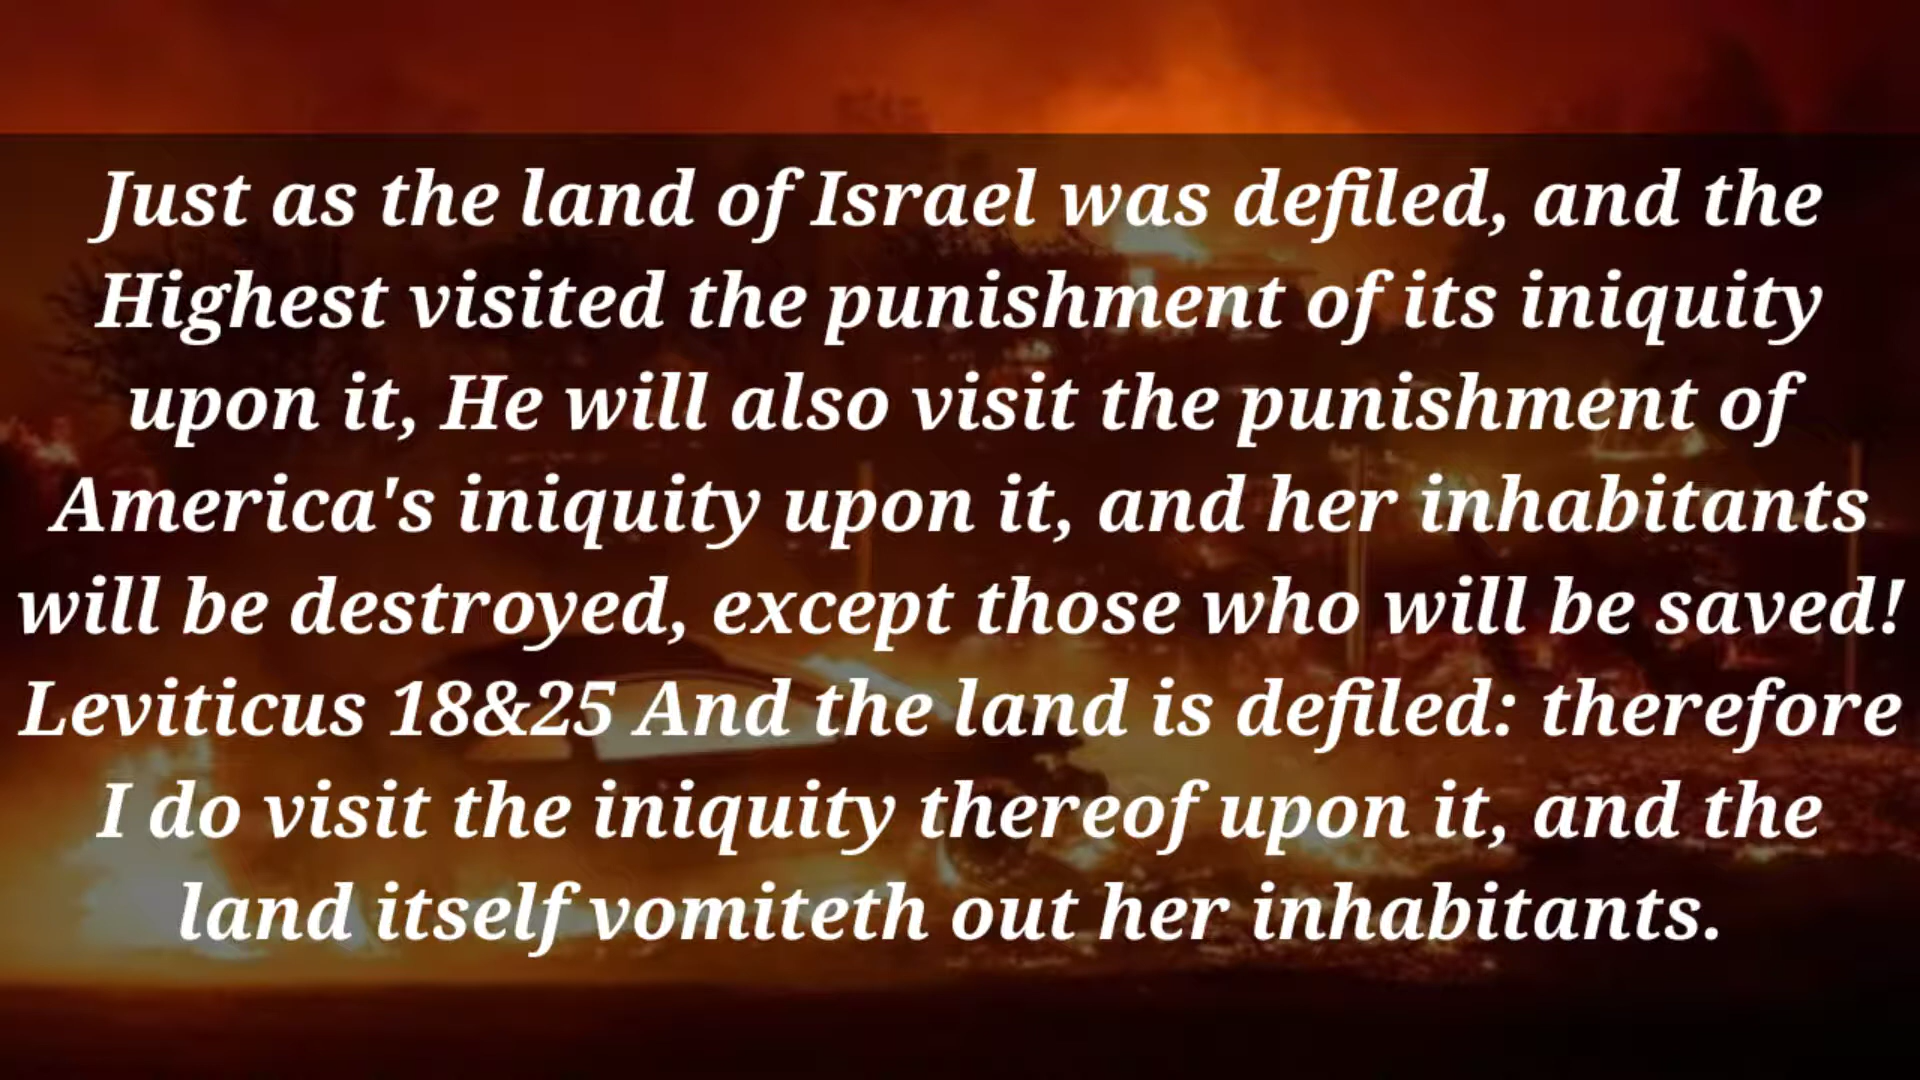 Just as the land of Israel was defiled, and the
Highest visited the punishment of its iniquity
upon it, He will also visit the punishment of
America's iniquity upon it, and her inhabitants
will be destroyed, except those who will be saved!
Leviticus 18&25 And the land is defiled: therefore
I do visit the iniquity thereof upon it, and the
land itself vomiteth out her inhabitants.